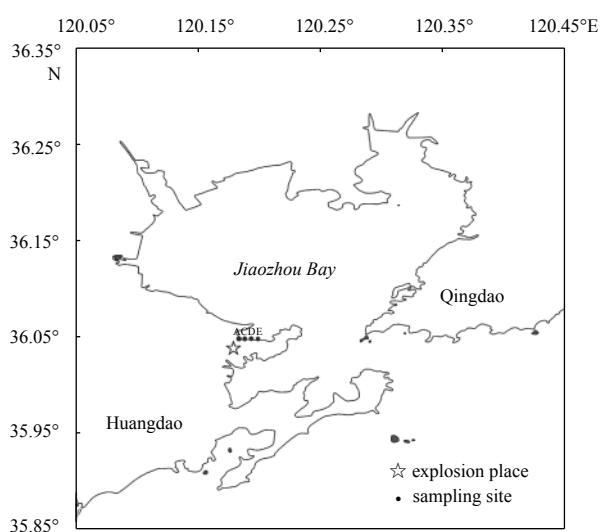 120.05° 120.15° 120.25° 120.35° 120.45°E
36.35°
N
36.25°
36.15°
Jiaozhou Bay
Qingdao
ACDE
36.05°
Huangdao
35.95°
explosion place
sampling site
35.85°